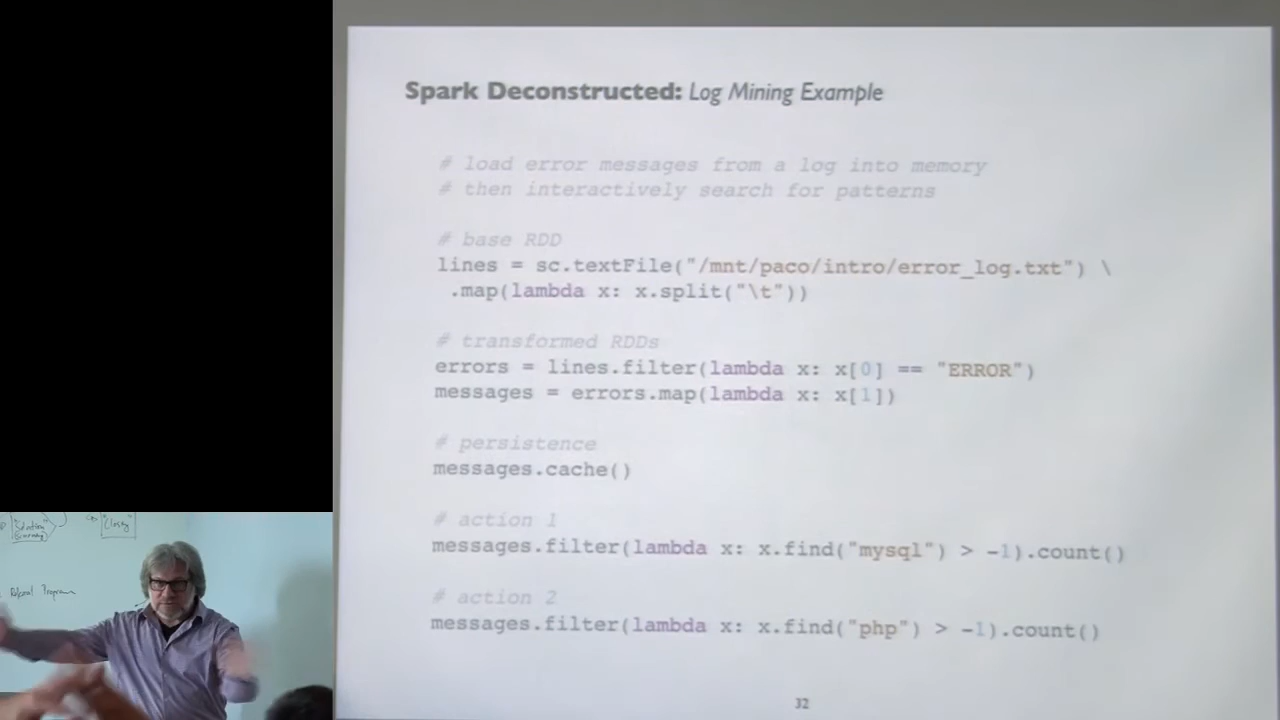 Spark Deconstructed: Log Mining Example
# load error messages from a log into memory
# then interactively search for patterns
# base RDD
lines = sc.textFile("/mnt/paco/intro/error_log.txt") \
.map(lambda x: x.split("\t"))
# transformed RDDs
errors = lines.filter(lambda x: x[0] == "ERROR")
messages = errors.map(lambda x: x[1])
# persistence
messages.cache()
# action 1
messages.filter(lambda x: x.find("mysql") > -1).count()
# action 2
messages.filter(lambda x: x.find("php") > -1).count()
32